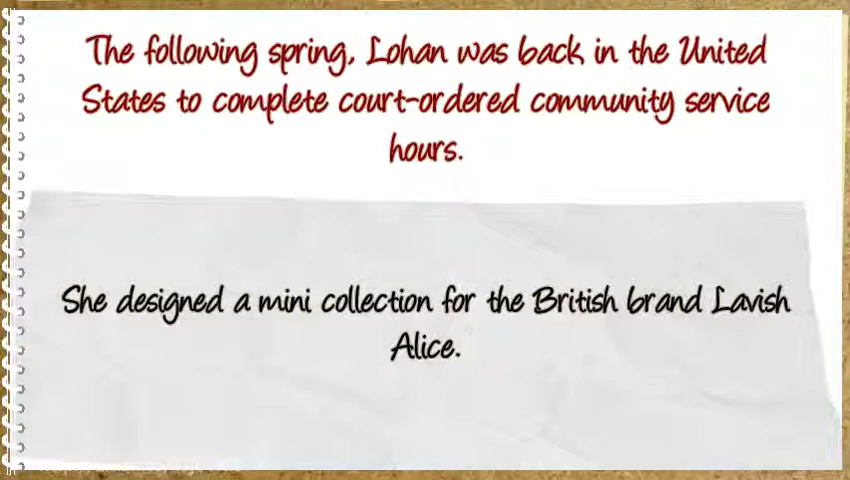 The following spring, Lohan was back in the United
States to complete court-ordered community service
hours.
She designed a mini collection for the British brand Lavish
Alice.